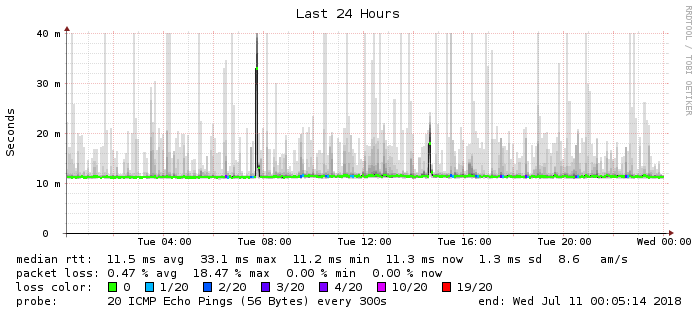 Last 24 Hours
RRDTOOL / TOBI OETIKER
Seconds
40 m
30 m
20 m
10 m
0
Tue 04:00 Tue 08:00 Tue 12:00 Tue 16:00 Tue 20:00 Wed 00:00
median rtt: 11.5 ms avg 33.1 ms max 11.2 ms min 11.3 ms now 1.3 ms sd 8.6 am/s
packet loss: 0.47 % avg 18.47 % max 0.00 % min 0.00 % now
loss color: 0 1/20 2/20 3/20 4/20 10/20 19/20
probe: 20 ICMP Echo Pings (56 Bytes) every 300s end: Wed Jul 11 00:05:14 2018